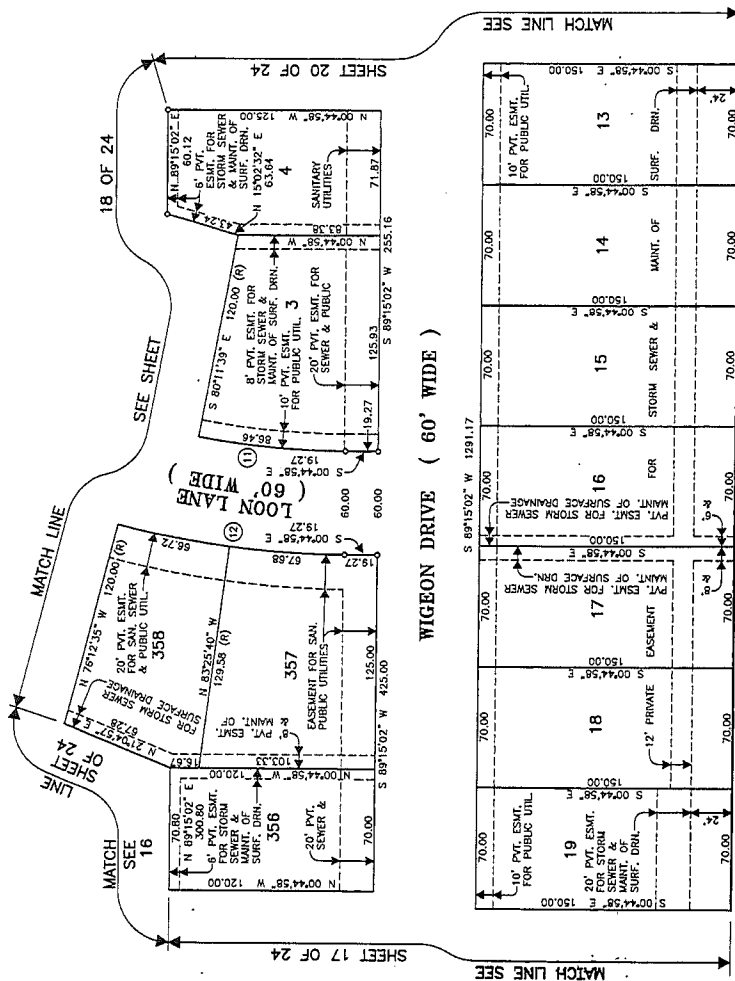 MATCH LINE SEE
SHEET 20 OF 24
18 OF 24
SEE SHEET
MATCH LINE
SHEET
OF 24
LINE
MATCH
SEE
16
SHEET 17 OF 24
MATCH LINE SEE
N 89°15'02" E
60.12
6' PVT.
ESMT. FOR
STORM SEWER
& MAINT. OF
SURF. DRN.
N 15°02'32" E
63.64
4
43.24
N 00°44'58" W
125.00
SANITARY
UTILITIES
71.87
83.38
N 00°44'58" W
255.16
S 89°15'02" W
S 80°11'39" E 120.00 (R)
8' PVT. ESMT. FOR
STORM SEWER &
MAINT. OF SURF. DRN.
10' PVT. ESMT.
FOR PUBLIC UTIL.
3
20' PVT. ESMT. FOR
SEWER & PUBLIC
125.93
86.46
19.27
11
S 00°44'58" E
19.27
LOON LANE
( 60' WIDE )
60.00
60.00
12
S 00°44'58" E
19.27
19.27
N 76°12'35" W 120.00 (R)
66.72
67.68
20' PVT. ESMT.
FOR SAN. SEWER
& PUBLIC UTIL.
358
N 83°25'40" W
129.58 (R)
FOR STORM SEWER
SURFACE DRAINAGE
N 21°04'57" E
67.28
16.67
357
EASEMENT FOR SAN.
PUBLIC UTILITIES
8' PVT. ESMT.
& MAINT. OF
103.33
125.00
425.00
S 89°15'02" W
N 00°44'58" W
120.00
70.80
N 89°15'02" E
300.80
6' PVT. ESMT.
FOR STORM
SEWER &
MAINT. OF
SURF. DRN.
356
20' PVT.
SEWER &
70.00
N 00°44'58" W
120.00
WIGEON DRIVE ( 60' WIDE )
S 89°15'02" W 1291.17
70.00
70.00
70.00
70.00
70.00
70.00
70.00
10' PVT. ESMT.
FOR PUBLIC UTIL.
S 00°44'58" E
150.00
13
SURF. DRN.
24'
S 00°44'58" E
150.00
14
MAINT. OF
S 00°44'58" E
150.00
15
STORM SEWER &
S 00°44'58" E
150.00
16
FOR
PVT. ESMT. FOR STORM SEWER
MAINT. OF SURFACE DRAINAGE
6'
&
S 00°44'58" E
150.00
PVT. ESMT. FOR STORM SEWER
MAINT. OF SURFACE DRN.
8'
&
17
EASEMENT
S 00°44'58" E
150.00
18
12' PRIVATE
S 00°44'58" E
150.00
10' PVT. ESMT.
FOR PUBLIC UTIL.
19
20' PVT. ESMT.
FOR STORM
SEWER &
MAINT. OF
SURF. DRN.
24'
S 00°44'58" E
150.00
70.00
70.00
70.00
70.00
70.00
70.00
70.00